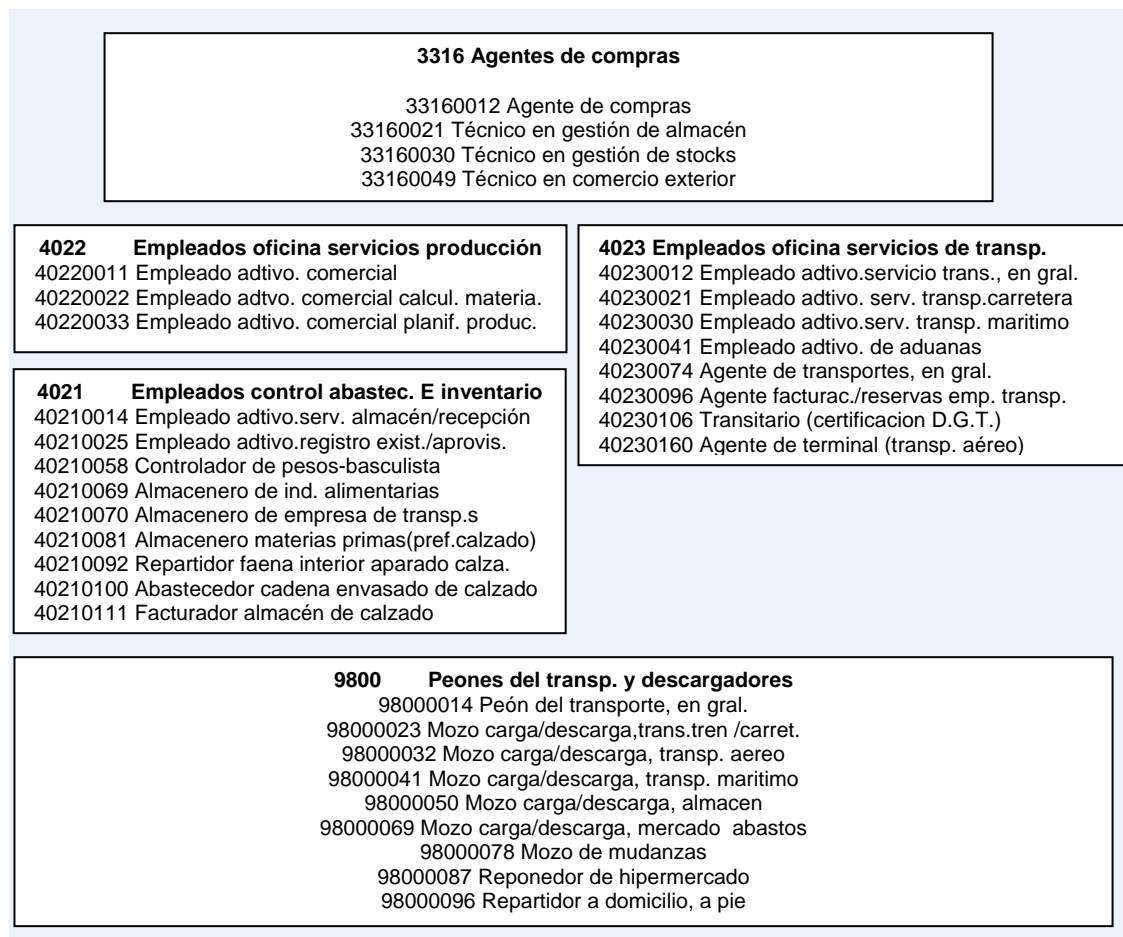 3316 Agentes de compras
33160012 Agente de compras
33160021 Técnico en gestión de almacén
33160030 Técnico en gestión de stocks
33160049 Técnico en comercio exterior
4022 Empleados oficina servicios producción
40220011 Empleado adtivo. comercial
40220022 Empleado adtvo. comercial calcul. materia.
40220033 Empleado adtivo. comercial planif. produc.
4021 Empleados control abastec. E inventario
40210014 Empleado adtivo.serv. almacén/recepción
40210025 Empleado adtivo.registro exist./aprovis.
40210058 Controlador de pesos-basculista
40210069 Almacenero de ind. alimentarias
40210070 Almacenero de empresa de transp.s
40210081 Almacenero materias primas(pref.calzado)
40210092 Repartidor faena interior aparado calza.
40210100 Abastecedor cadena envasado de calzado
40210111 Facturador almacén de calzado
4023 Empleados oficina servicios de transp.
40230012 Empleado adtivo.servicio trans., en gral.
40230021 Empleado adtivo. serv. transp.carretera
40230030 Empleado adtivo.serv. transp. maritimo
40230041 Empleado adtivo. de aduanas
40230074 Agente de transportes, en gral.
40230096 Agente facturac./reservas emp. transp.
40230106 Transitario (certificacion D.G.T.)
40230160 Agente de terminal (transp. aéreo)
9800 Peones del transp. y descargadores
98000014 Peón del transporte, en gral.
98000023 Mozo carga/descarga,trans.tren /carret.
98000032 Mozo carga/descarga, transp. aereo
98000041 Mozo carga/descarga, transp. maritimo
98000050 Mozo carga/descarga, almacen
98000069 Mozo carga/descarga, mercado abastos
98000078 Mozo de mudanzas
98000087 Reponedor de hipermercado
98000096 Repartidor a domicilio, a pie